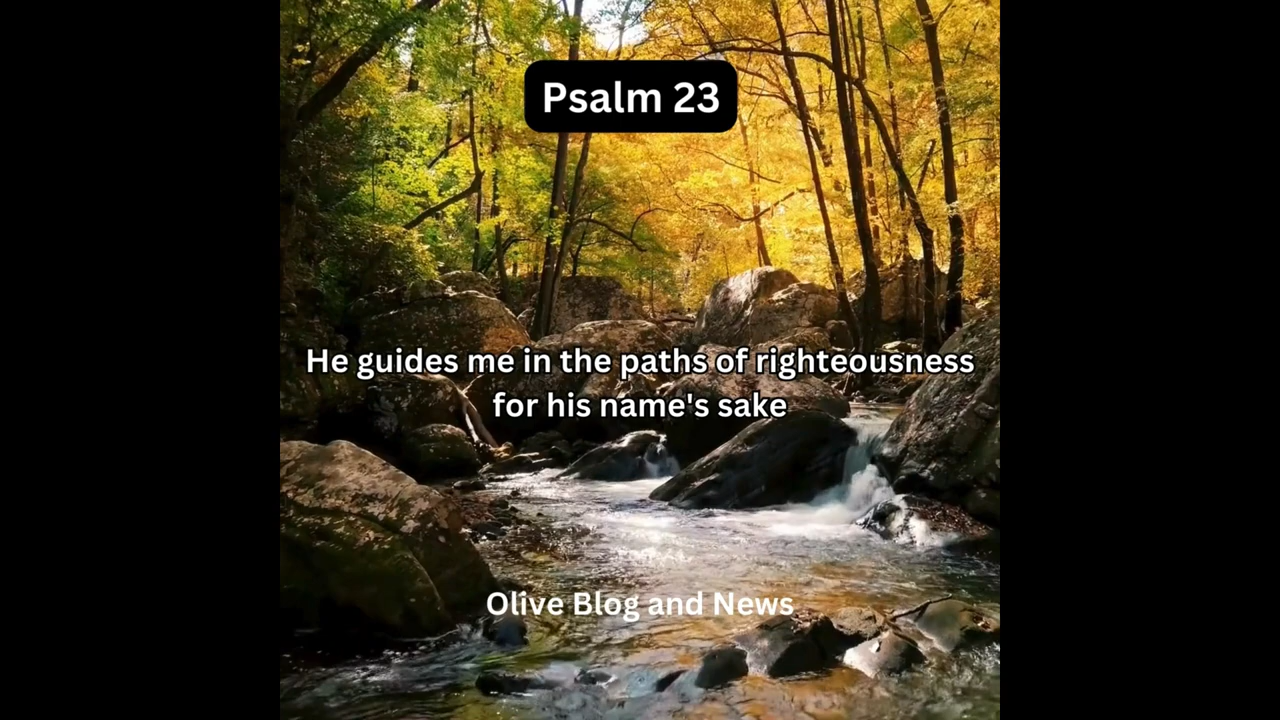 Psalm 23
He guides me in the paths of righteousness
for his name's sake
Olive Blog and News